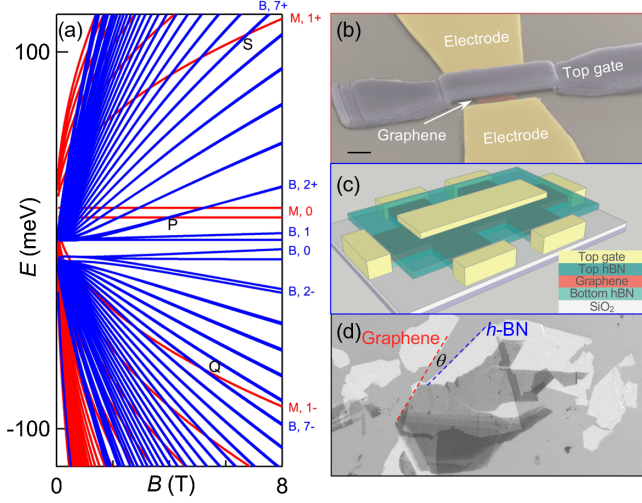 (a)
100
-100
E (meV)
0
B (T)
8
S
P
Q
B, 7+
M, 1+
B, 2+
M, 0
B, 1
B, 0
B, 2-
M, 1-
B, 7-
(b)
Electrode
Top gate
Graphene
Electrode
(c)
Top gate
Top hBN
Graphene
Bottom hBN
SiO₂
(d)
Graphene
h-BN
θ